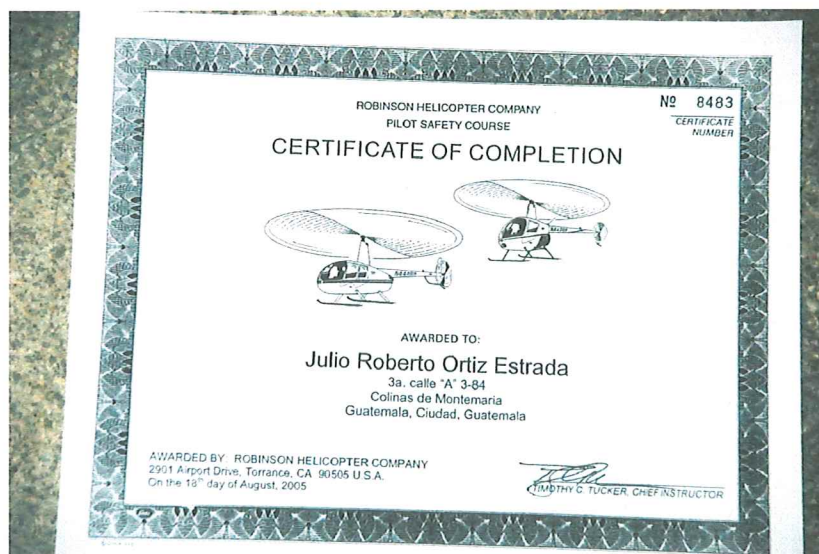 ROBINSON HELICOPTER COMPANY
PILOT SAFETY COURSE
CERTIFICATE OF COMPLETION
Nº 8483
CERTIFICATE
NUMBER
AWARDED TO:
Julio Roberto Ortiz Estrada
3a. calle "A" 3-84
Colinas de Montemaria
Guatemala, Ciudad, Guatemala
AWARDED BY: ROBINSON HELICOPTER COMPANY
2901 Airport Drive, Torrance, CA 90505 U.S.A.
On the 18th day of August, 2005
TIMOTHY C. TUCKER, CHIEF INSTRUCTOR